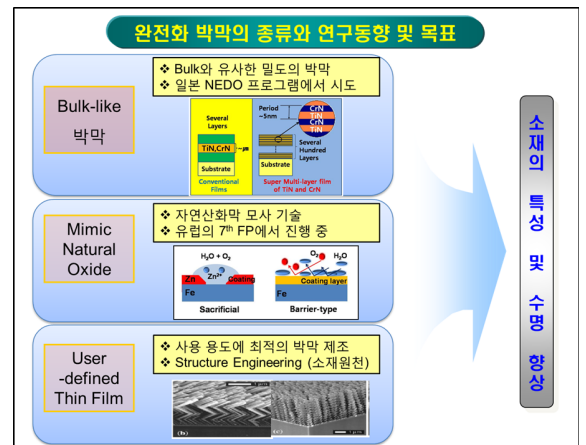 완전화 박막의 종류와 연구동향 및 목표
Bulk-like
박막
❖ Bulk와 유사한 밀도의 박막
❖ 일본 NEDO 프로그램에서 시도
Several
Layers
TiN,CrN
~㎛
Substrate
Conventional
Films
Period
~5nm
CrN
TiN
CrN
TiN
Several
Hundred
Layers
Substrate
Super Multi-layer film
of TiN and CrN
Mimic
Natural
Oxide
❖ 자연산화막 모사 기술
❖ 유럽의 7th FP에서 진행 중
H₂O + O₂
Zn
Zn²⁺
Coating
Fe
Sacrificial
O₂
H₂O
Coating layer
Fe
Barrier-type
User
-defined
Thin Film
❖ 사용 용도에 최적의 박막 제조
❖ Structure Engineering (소재원천)
(b)
소재의 특성 및 수명 향상